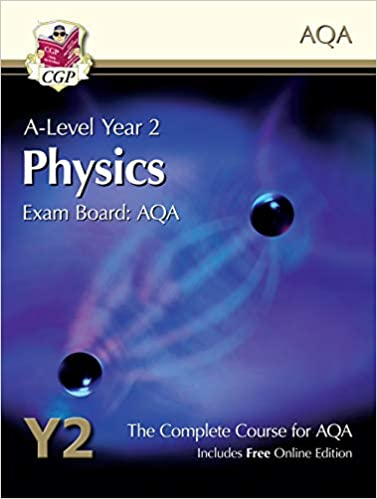 CGP
AQA
CGP
A-Level Year 2
Physics
Exam Board: AQA
Y2
The Complete Course for AQA
Includes Free Online Edition